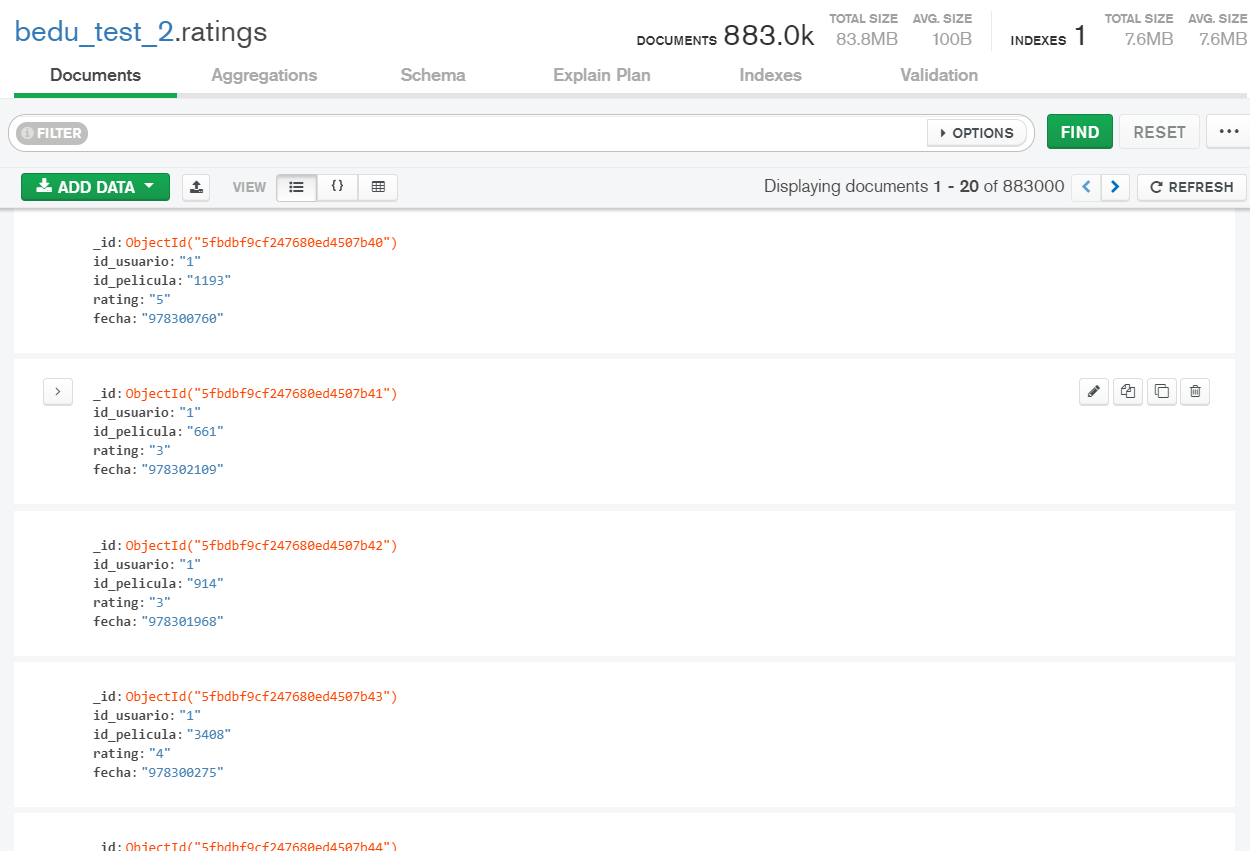 bedu_test_2.ratings
DOCUMENTS 883.0k TOTAL SIZE 83.8MB AVG. SIZE 100B INDEXES 1 TOTAL SIZE 7.6MB AVG. SIZE 7.6MB
Documents Aggregations Schema Explain Plan Indexes Validation
FILTER OPTIONS FIND RESET ...
ADD DATA VIEW {} Displaying documents 1 - 20 of 883000 REFRESH
_id: ObjectId("5fbdbf9cf247680ed4507b40")
id_usuario: "1"
id_pelicula: "1193"
rating: "5"
fecha: "978300760"
_id: ObjectId("5fbdbf9cf247680ed4507b41")
id_usuario: "1"
id_pelicula: "661"
rating: "3"
fecha: "978302109"
_id: ObjectId("5fbdbf9cf247680ed4507b42")
id_usuario: "1"
id_pelicula: "914"
rating: "3"
fecha: "978301968"
_id: ObjectId("5fbdbf9cf247680ed4507b43")
id_usuario: "1"
id_pelicula: "3408"
rating: "4"
fecha: "978300275"
_id: ObjectId("5fbdbf9cf247680ed4507b44")